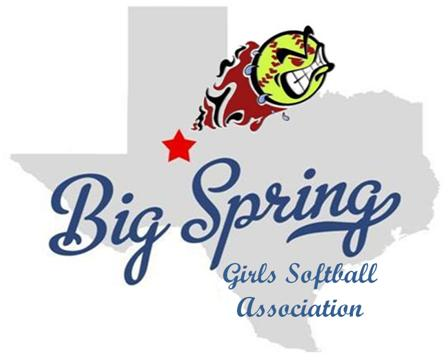 Big Spring
Girls Softball
Association